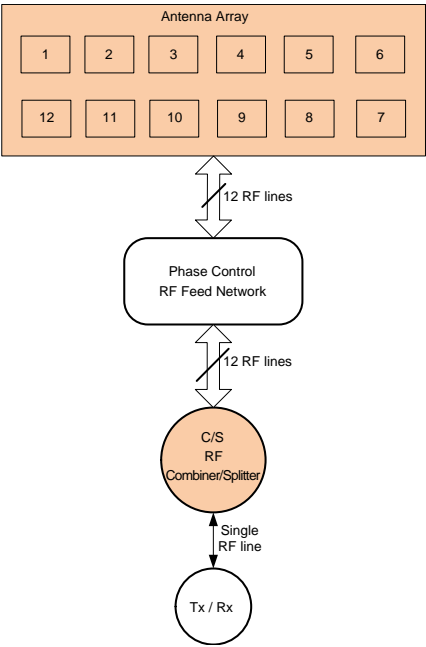 Antenna Array
1 2 3 4 5 6
12 11 10 9 8 7
12 RF lines
Phase Control
RF Feed Network
12 RF lines
C/S
RF
Combiner/Splitter
Single
RF line
Tx / Rx